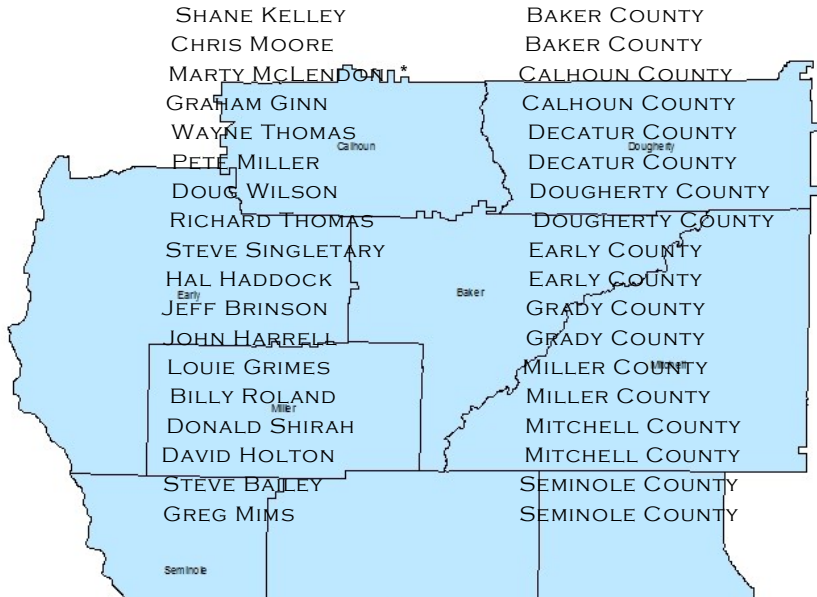 SHANE KELLEY BAKER COUNTY
CHRIS MOORE BAKER COUNTY
MARTY MCLENDON * CALHOUN COUNTY
GRAHAM GINN CALHOUN COUNTY
WAYNE THOMAS DECATUR COUNTY
Calhoun Dougherty
PETE MILLER DECATUR COUNTY
DOUG WILSON DOUGHERTY COUNTY
RICHARD THOMAS DOUGHERTY COUNTY
STEVE SINGLETARY EARLY COUNTY
HAL HADDOCK EARLY COUNTY
Early Baker
JEFF BRINSON GRADY COUNTY
JOHN HARRELL GRADY COUNTY
LOUIE GRIMES MILLER COUNTY
Mitchell
BILLY ROLAND MILLER COUNTY
Miller
DONALD SHIRAH MITCHELL COUNTY
DAVID HOLTON MITCHELL COUNTY
STEVE BAILEY SEMINOLE COUNTY
GREG MIMS SEMINOLE COUNTY
Seminole